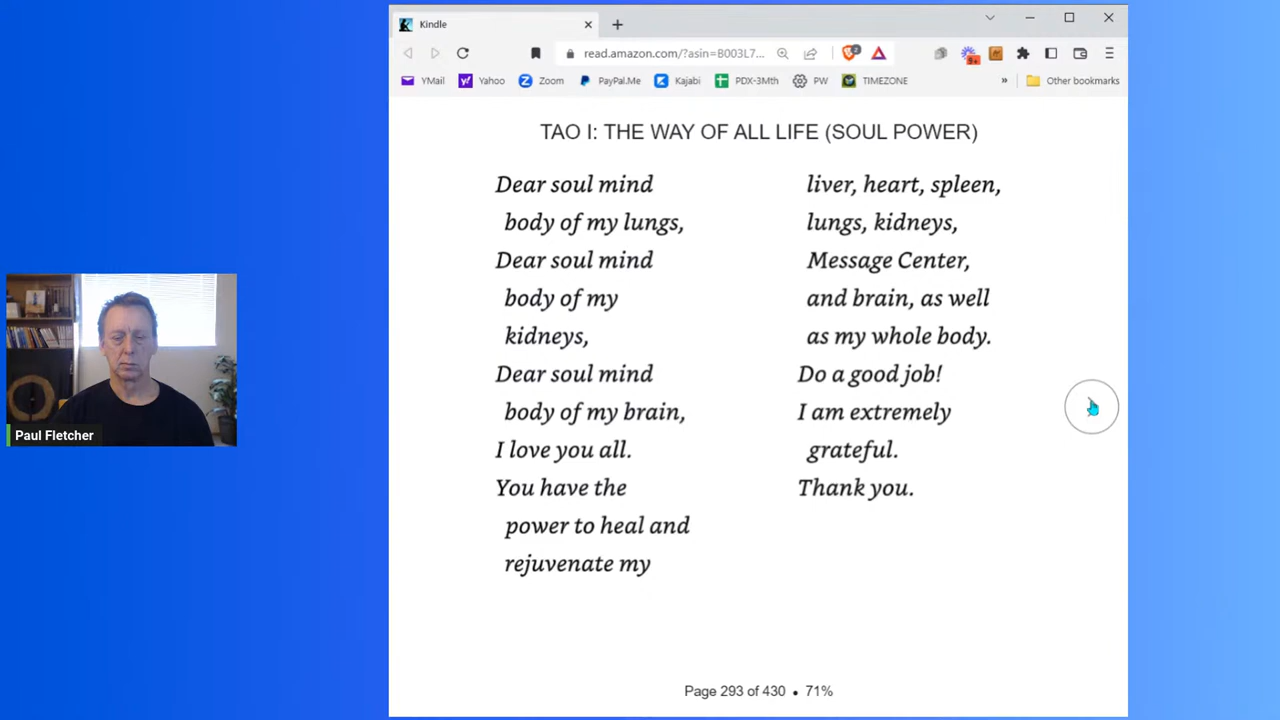 Kindle
read.amazon.com/?asin=B003L7...
2
9+
YMail
Yahoo
Zoom
PayPal.Me
Kajabi
PDX-3Mth
PW
TIMEZONE
»
Other bookmarks
TAO I: THE WAY OF ALL LIFE (SOUL POWER)
Dear soul mind
body of my lungs,
Dear soul mind
body of my
kidneys,
Dear soul mind
body of my brain,
I love you all.
You have the
power to heal and
rejuvenate my
liver, heart, spleen,
lungs, kidneys,
Message Center,
and brain, as well
as my whole body.
Do a good job!
I am extremely
grateful.
Thank you.
Page 293 of 430 • 71%
Paul Fletcher